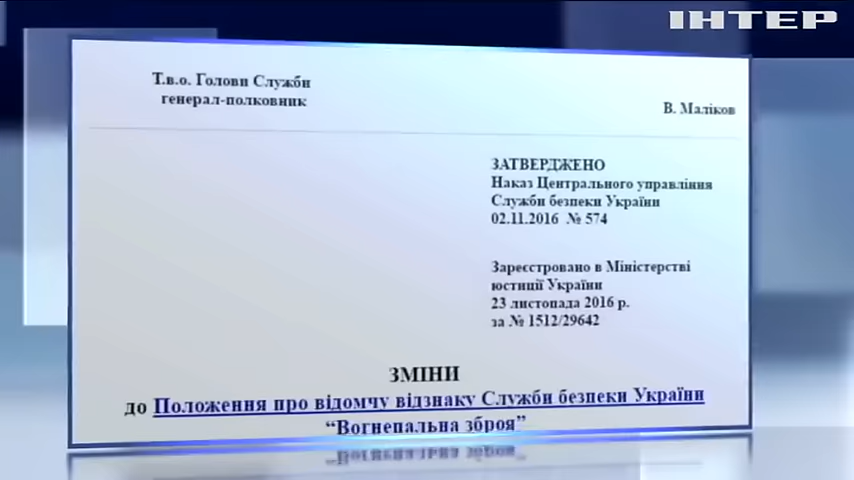 ІНТЕР
Т.в.о. Голови Служби
генерал-полковник
В. Маліков
ЗАТВЕРДЖЕНО
Наказ Центрального управління
Служби безпеки України
02.11.2016 № 574
Зареєстровано в Міністерстві
юстиції України
23 листопада 2016 р.
за № 1512/29642
ЗМІНИ
до Положення про відомчу відзнаку Служби безпеки України
“Вогнепальна зброя”